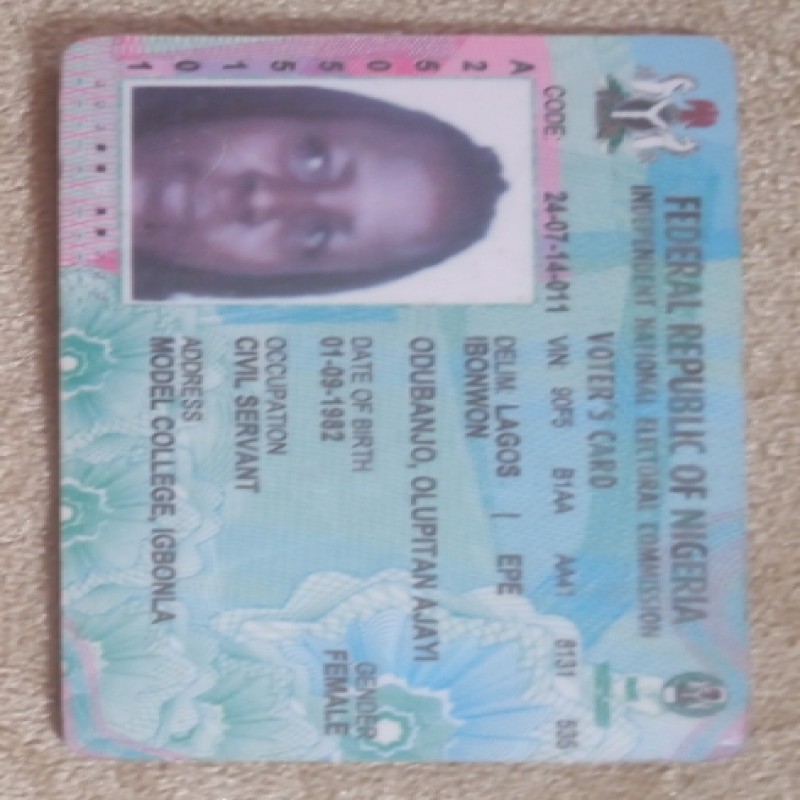 FEDERAL REPUBLIC OF NIGERIA
INDEPENDENT NATIONAL ELECTORAL COMMISSION
VOTER'S CARD
CODE: 24-07-14-011 VIN: 90F5 B1AA AA41 8131 535
DELIM: LAGOS | EPE
IBONWON
ODUBANJO, OLUPITAN AJAYI
DATE OF BIRTH
01-09-1982
GENDER
FEMALE
OCCUPATION
CIVIL SERVANT
ADDRESS
MODEL COLLEGE, IGBONLA
A 2 5 0 5 5 1 0 1